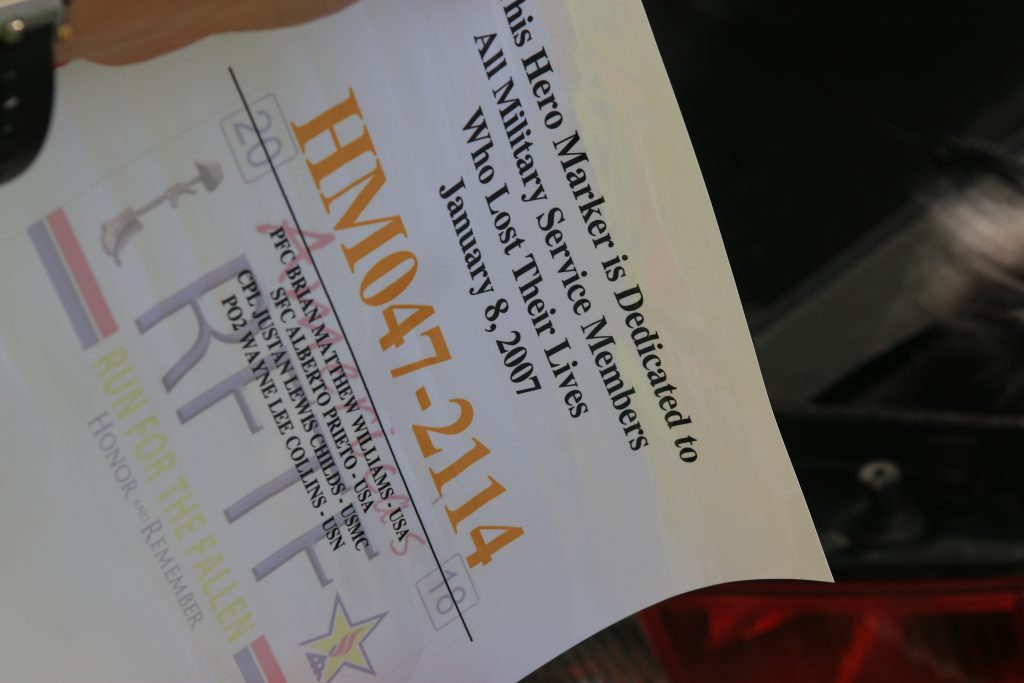 This Hero Marker is Dedicated to
All Military Service Members
Who Lost Their Lives
January 8, 2007
HM047-2114
20
18
America's
PFC BRIAN MATTHEW WILLIAMS - USA
SFC ALBERTO PRIETO - USA
CPL JUSTAN LEWIS CHILDS - USMC
PO2 WAYNE LEE COLLINS - USN
RFTF
RUN FOR THE FALLEN
HONOR AND REMEMBER